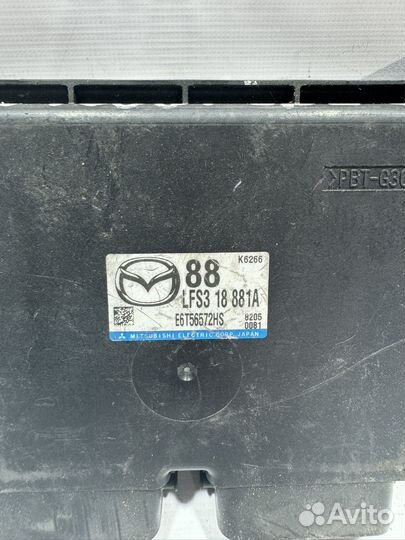 >PBT-G30
K6266
88
LFS3 18 881A
E6T56572HS
8205
0081
MITSUBISHI ELECTRIC CORP. JAPAN
Avito